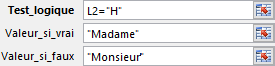 Test_logique L2="H"
Valeur_si_vrai "Madame"
Valeur_si_faux "Monsieur"